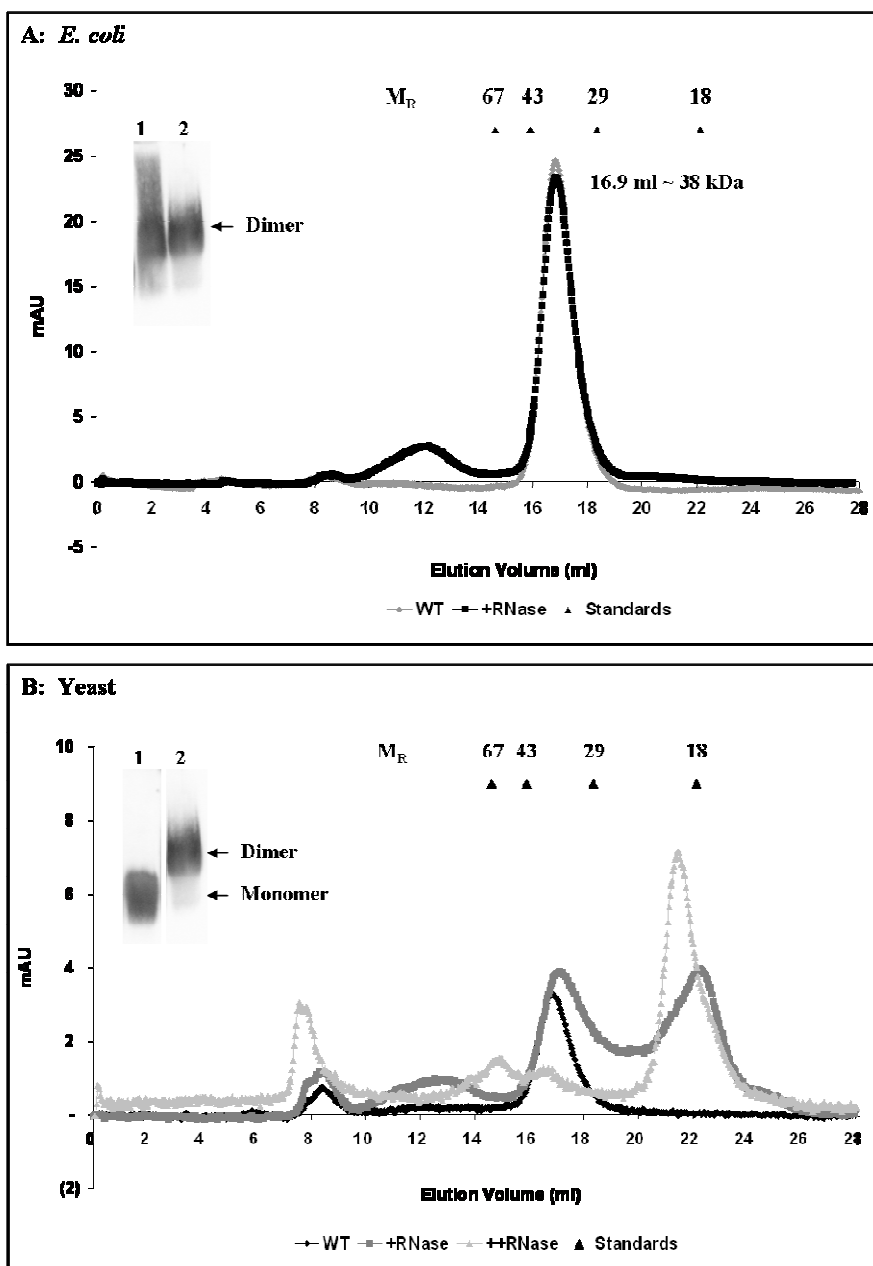 A: E. coli
30
M_R 67 43 29 18
1 2
25
16.9 ml ~ 38 kDa
20
Dimer
15
mAU
10
5
0
0 2 4 6 8 10 12 14 16 18 20 22 24 26 28
-5
Elution Volume (ml)
WT +RNase Standards
B: Yeast
10
M_R 67 43 29 18
1 2
8
Dimer
6
Monomer
mAU
4
2
-
0 2 4 6 8 10 12 14 16 18 20 22 24 26 28
(2)
Elution Volume (ml)
WT +RNase ++RNase Standards